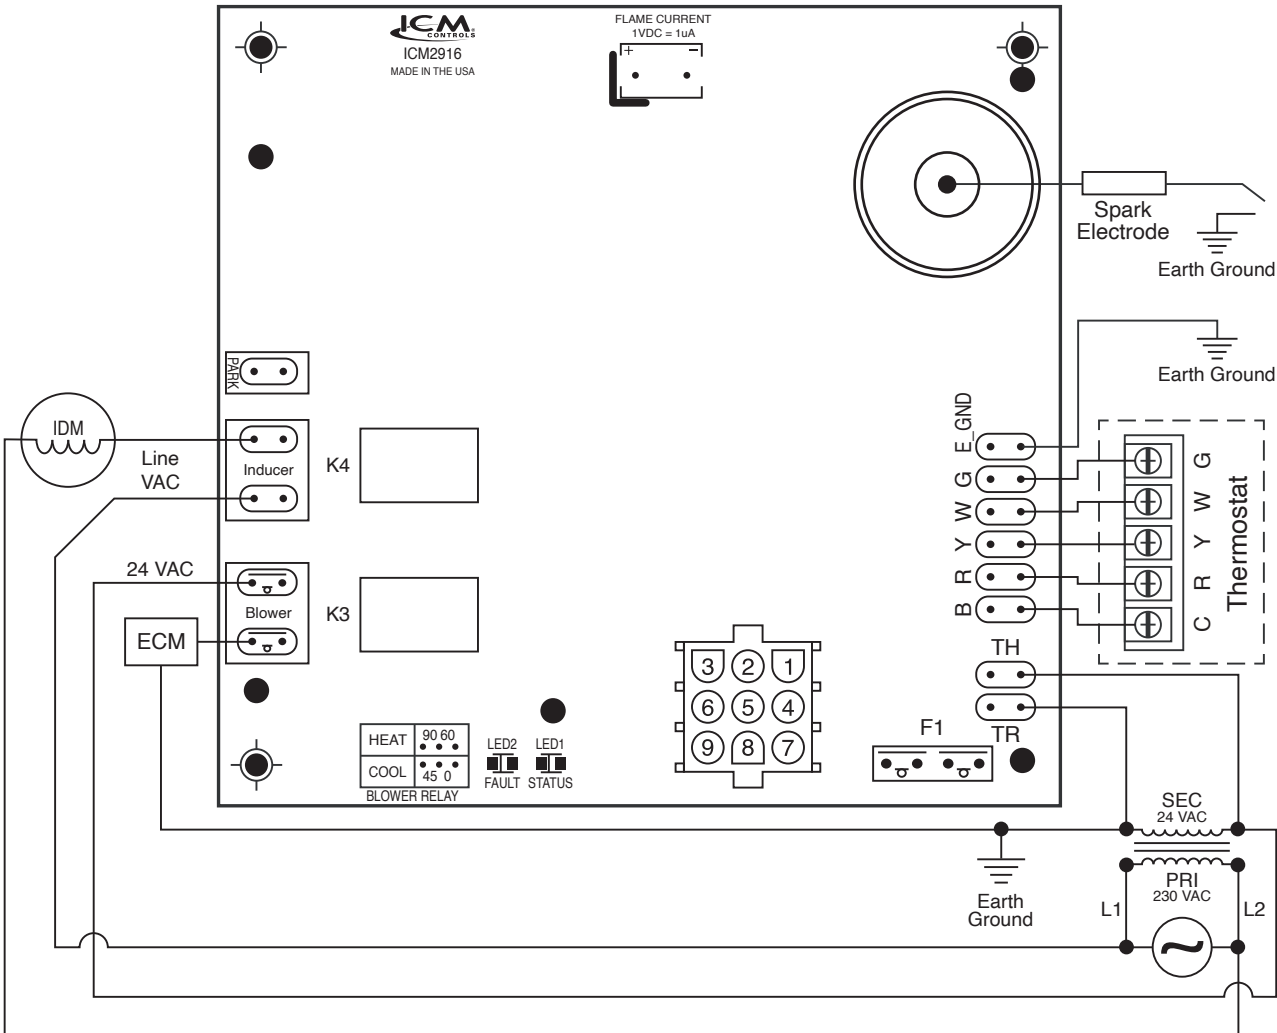 FLAME CURRENT
1VDC = 1uA
+ −
ICM
CONTROLS
ICM2916
MADE IN THE USA
Spark
Electrode
Earth Ground
PARK
Earth Ground
IDM
Line
VAC
Inducer
K4
24 VAC
Blower
K3
ECM
E_GND
G
W
Y
R
B
G
W
Y
R
C
Thermostat
TH
TR
3 2 1
6 5 4
9 8 7
F1
HEAT 90 60
COOL 45 0
BLOWER RELAY
LED2
FAULT
LED1
STATUS
SEC
24 VAC
PRI
230 VAC
L1
L2
Earth
Ground